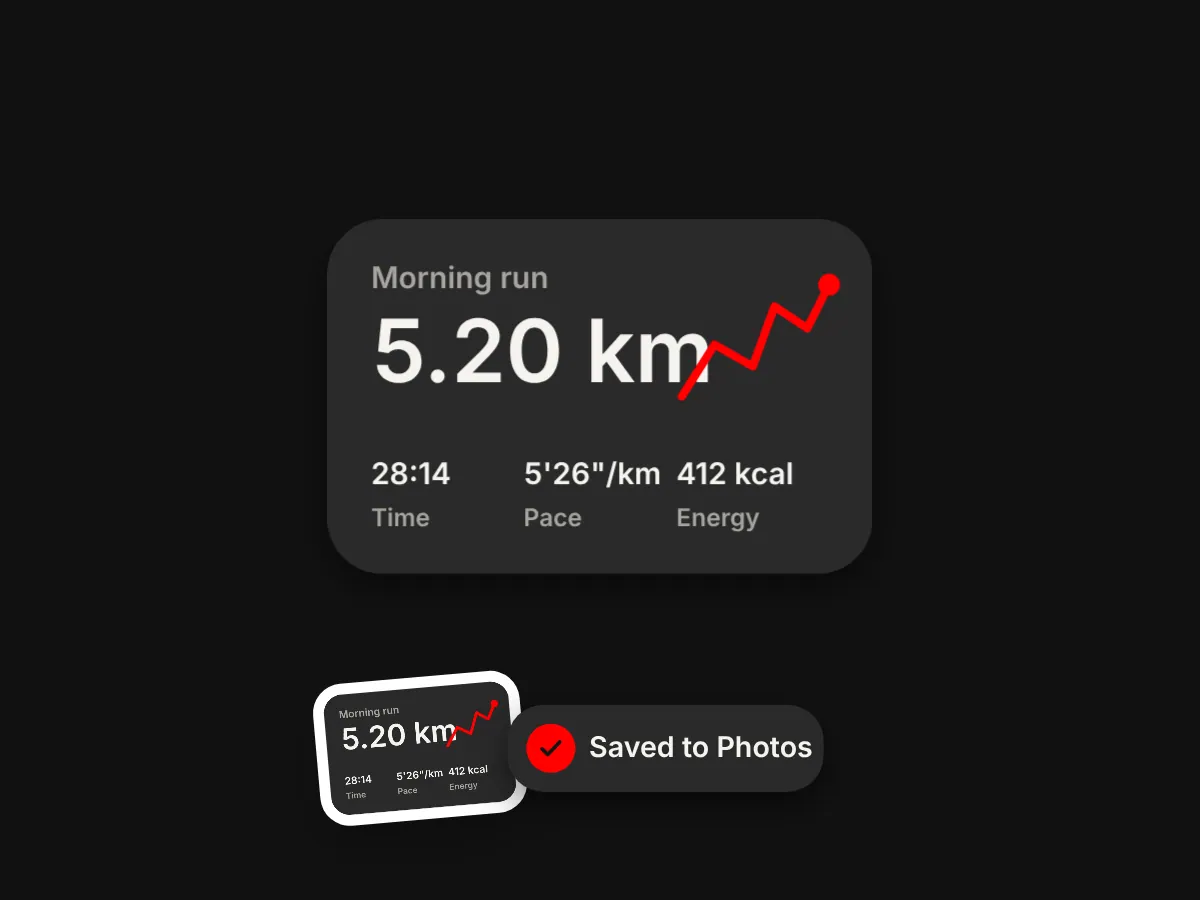 Morning run
5.20 km
28:14 5'26"/km 412 kcal
Time Pace Energy
Morning run
5.20 km
28:14 5'26"/km 412 kcal
Time Pace Energy
Saved to Photos